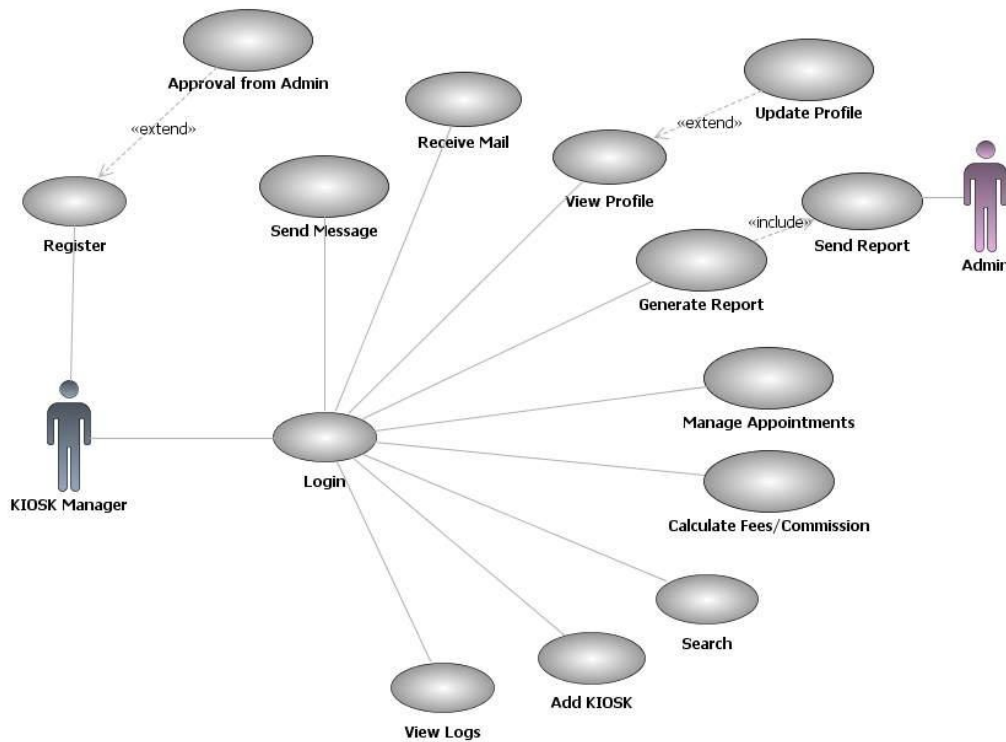 Approval from Admin
«extend»
Receive Mail
Update Profile
«extend»
View Profile
Send Message
Register
«include»
Send Report
Admin
Generate Report
Manage Appointments
KIOSK Manager
Login
Calculate Fees/Commission
Search
Add KIOSK
View Logs